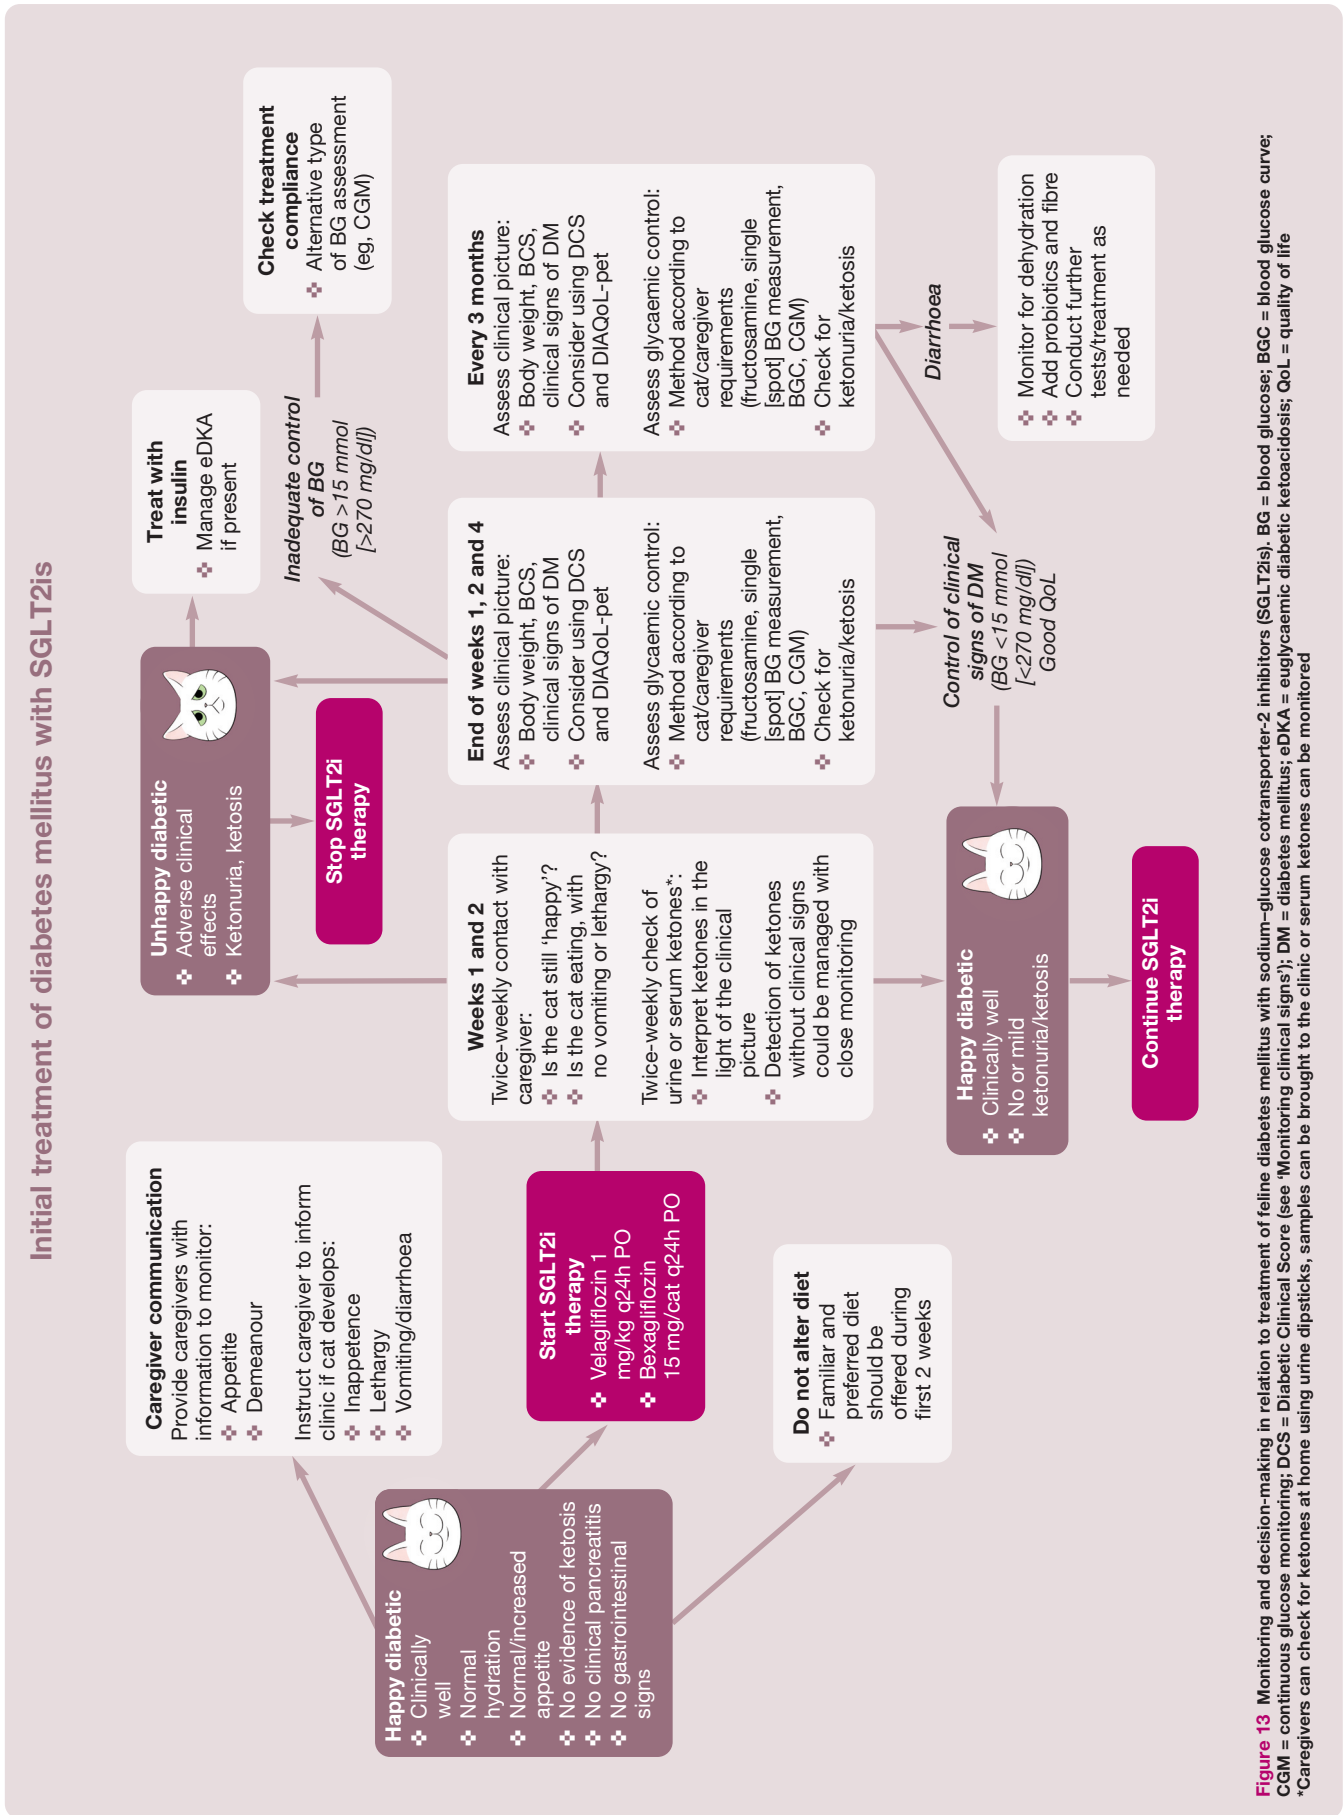 Initial treatment of diabetes mellitus with SGLT2is
Happy diabetic
Clinically
well
Normal
hydration
Normal/increased
appetite
No evidence of ketosis
No clinical pancreatitis
No gastrointestinal
signs
Caregiver communication
Provide caregivers with
information to monitor:
Appetite
Demeanour
Instruct caregiver to inform
clinic if cat develops:
Inappetence
Lethargy
Vomiting/diarrhoea
Start SGLT2i
therapy
Velagliflozin 1
mg/kg q24h PO
Bexagliflozin
15 mg/cat q24h PO
Do not alter diet
Familiar and
preferred diet
should be
offered during
first 2 weeks
Weeks 1 and 2
Twice-weekly contact with
caregiver:
Is the cat still ‘happy’?
Is the cat eating, with
no vomiting or lethargy?
Twice-weekly check of
urine or serum ketones*:
Interpret ketones in the
light of the clinical
picture
Detection of ketones
without clinical signs
could be managed with
close monitoring
Unhappy diabetic
Adverse clinical
effects
Ketonuria, ketosis
Stop SGLT2i
therapy
Treat with
insulin
Manage eDKA
if present
Happy diabetic
Clinically well
No or mild
ketonuria/ketosis
Continue SGLT2i
therapy
End of weeks 1, 2 and 4
Assess clinical picture:
Body weight, BCS,
clinical signs of DM
Consider using DCS
and DIAQoL-pet
Assess glycaemic control:
Method according to
cat/caregiver
requirements
(fructosamine, single
[spot] BG measurement,
BGC, CGM)
Check for
ketonuria/ketosis
Inadequate control
of BG
(BG >15 mmol
[>270 mg/dl])
Check treatment
compliance
Alternative type
of BG assessment
(eg, CGM)
Control of clinical
signs of DM
(BG <15 mmol
[<270 mg/dl])
Good QoL
Every 3 months
Assess clinical picture:
Body weight, BCS,
clinical signs of DM
Consider using DCS
and DIAQoL-pet
Assess glycaemic control:
Method according to
cat/caregiver
requirements
(fructosamine, single
[spot] BG measurement,
BGC, CGM)
Check for
ketonuria/ketosis
Diarrhoea
Monitor for dehydration
Add probiotics and fibre
Conduct further
tests/treatment as
needed
Figure 13 Monitoring and decision-making in relation to treatment of feline diabetes mellitus with sodium–glucose cotransporter-2 inhibitors (SGLT2is). BG = blood glucose; BGC = blood glucose curve;
CGM = continuous glucose monitoring; DCS = Diabetic Clinical Score (see ‘Monitoring clinical signs’); DM = diabetes mellitus; eDKA = euglycaemic diabetic ketoacidosis; QoL = quality of life
*Caregivers can check for ketones at home using urine dipsticks, samples can be brought to the clinic or serum ketones can be monitored